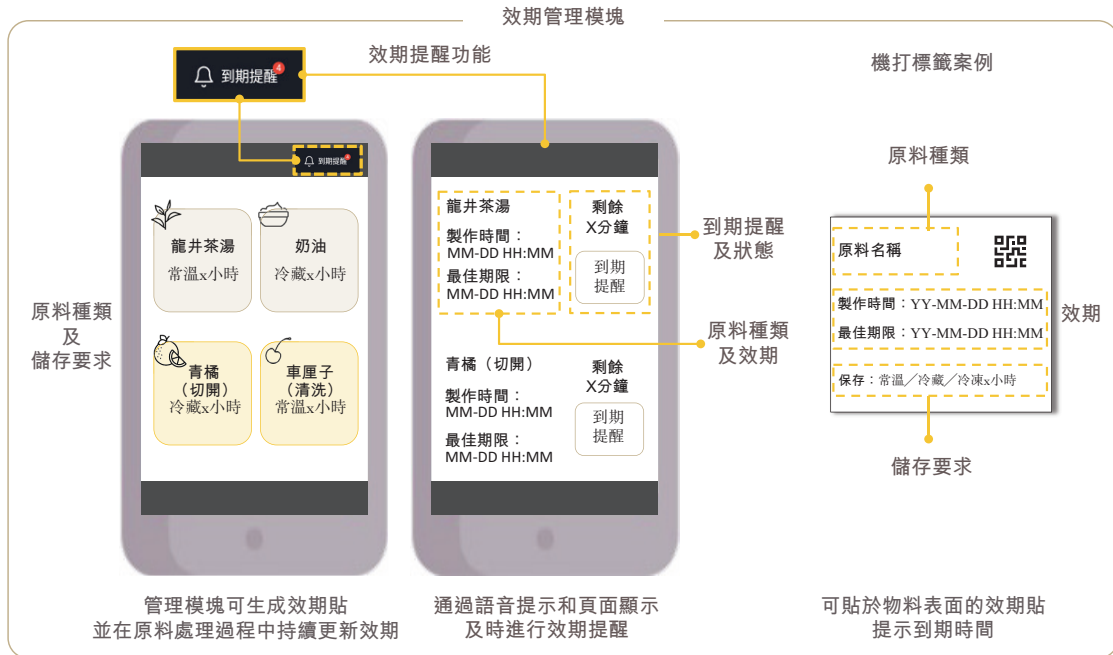 效期管理模塊
效期提醒功能
到期提醒
4
機打標籤案例
到期提醒
原料種類
及
儲存要求
龍井茶湯
常溫x小時
奶油
冷藏x小時
青橘
（切開）
冷藏x小時
車厘子
（清洗）
常溫x小時
管理模塊可生成效期貼
並在原料處理過程中持續更新效期
龍井茶湯
製作時間：
MM-DD HH:MM
最佳期限：
MM-DD HH:MM
剩餘
X分鐘
到期
提醒
到期提醒
及狀態
原料種類
及效期
青橘（切開）
製作時間：
MM-DD HH:MM
最佳期限：
MM-DD HH:MM
剩餘
X分鐘
到期
提醒
通過語音提示和頁面顯示
及時進行效期提醒
原料種類
原料名稱
製作時間：YY-MM-DD HH:MM
最佳期限：YY-MM-DD HH:MM
效期
保存：常溫／冷藏／冷凍x小時
儲存要求
可貼於物料表面的效期貼
提示到期時間